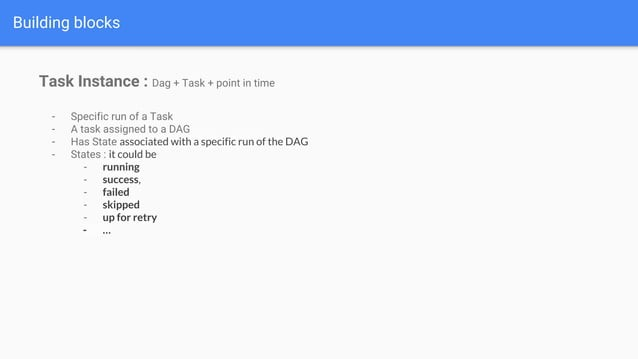 Building blocks
Task Instance : Dag + Task + point in time
- Specific run of a Task
- A task assigned to a DAG
- Has State associated with a specific run of the DAG
- States : it could be
- running
- success,
- failed
- skipped
- up for retry
- ...